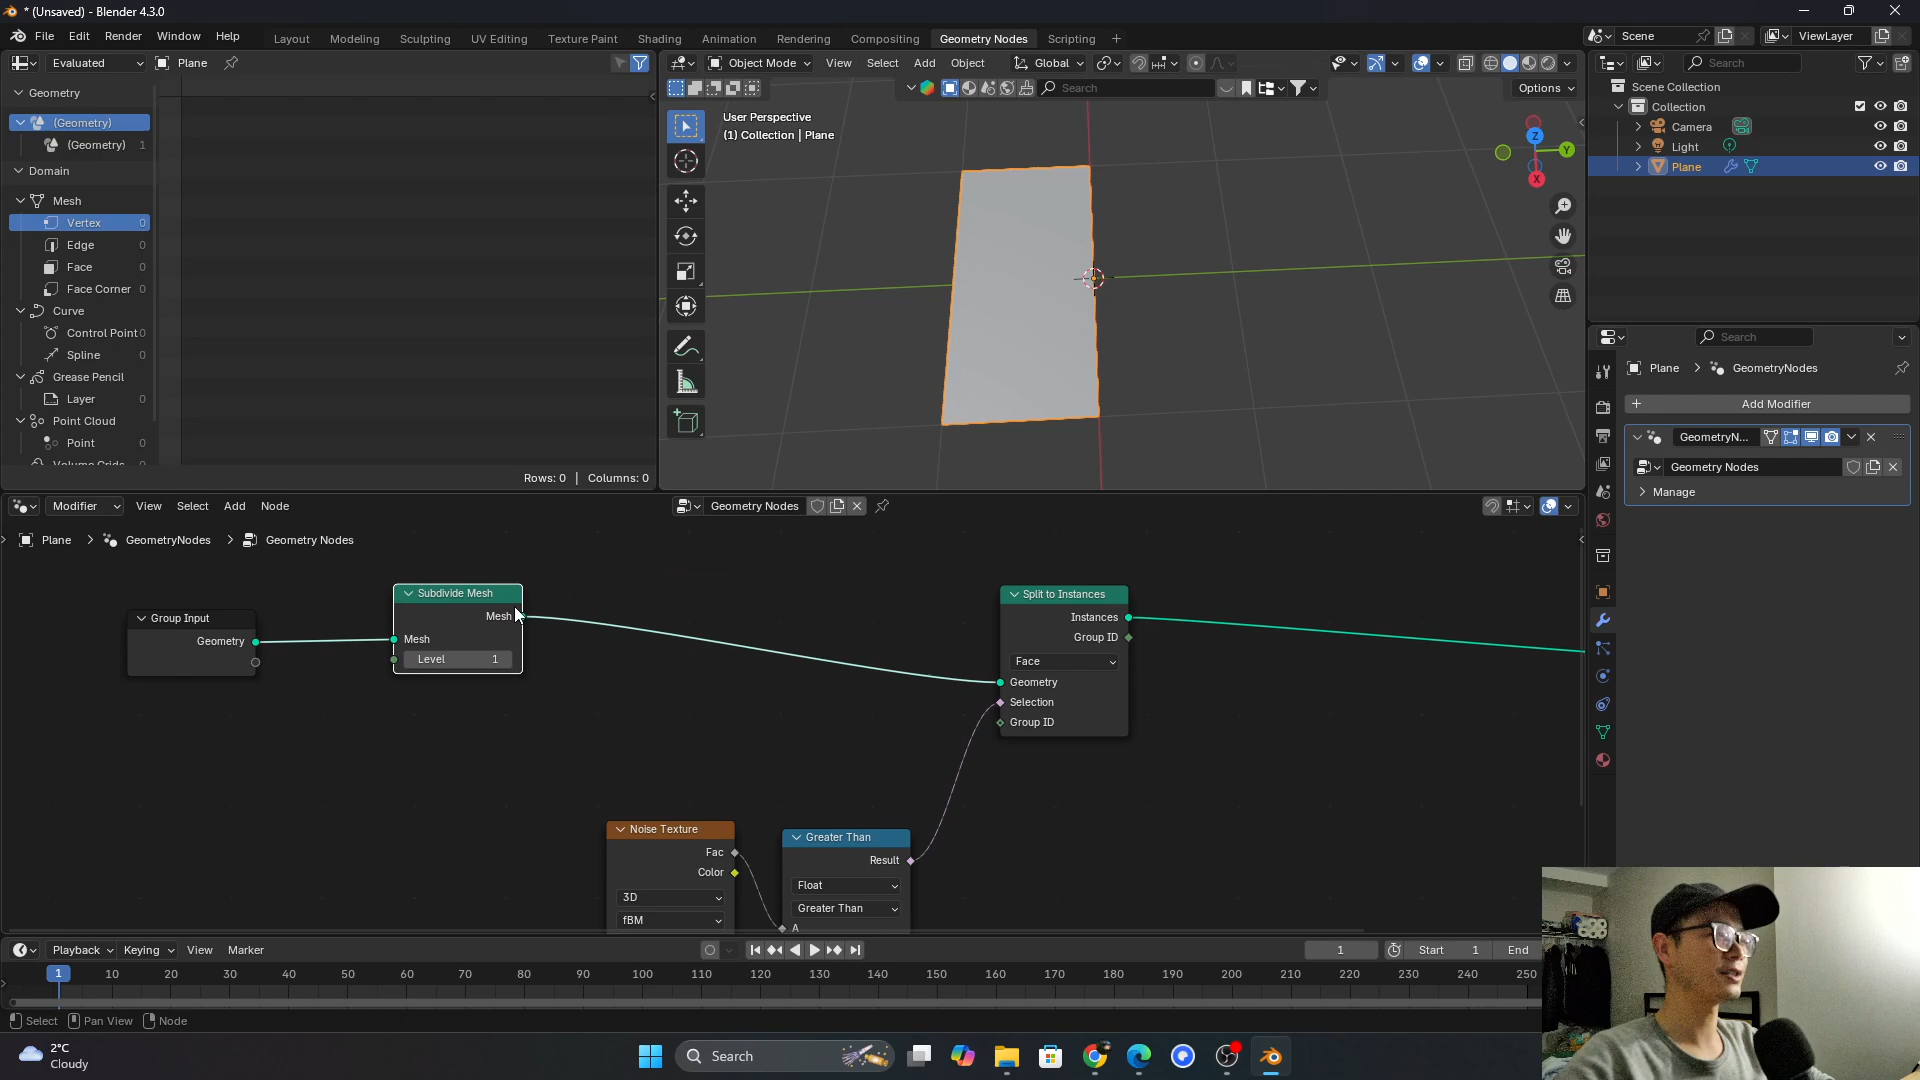 * (Unsaved) - Blender 4.3.0
File Edit Render Window Help
Layout Modeling Sculpting UV Editing Texture Paint Shading Animation Rendering Compositing Geometry Nodes Scripting +
Scene
ViewLayer
Evaluated
Plane
Object Mode
View Select Add Object
Global
Search
Options
Search
Geometry
(Geometry)
(Geometry) 1
Domain
Mesh
Vertex 0
Edge 0
Face 0
Face Corner 0
Curve
Control Point 0
Spline 0
Grease Pencil
Layer 0
Point Cloud
Point 0
Rows: 0 | Columns: 0
User Perspective
(1) Collection | Plane
Z
Y
X
Scene Collection
Collection
Camera
Light
Plane
Search
Plane > GeometryNodes
+ Add Modifier
GeometryN...
Geometry Nodes
Manage
Modifier
View Select Add Node
Geometry Nodes
Plane > GeometryNodes > Geometry Nodes
Group Input
Geometry
Subdivide Mesh
Mesh
Mesh
Level 1
Split to Instances
Instances
Group ID
Face
Geometry
Selection
Group ID
Noise Texture
Fac
Color
3D
fBM
Greater Than
Result
Float
Greater Than
A
Playback Keying View Marker
1
Start 1
End
1 10 20 30 40 50 60 70 80 90 100 110 120 130 140 150 160 170 180 190 200 210 220 230 240 250
Select Pan View Node
2°C
Cloudy
Search